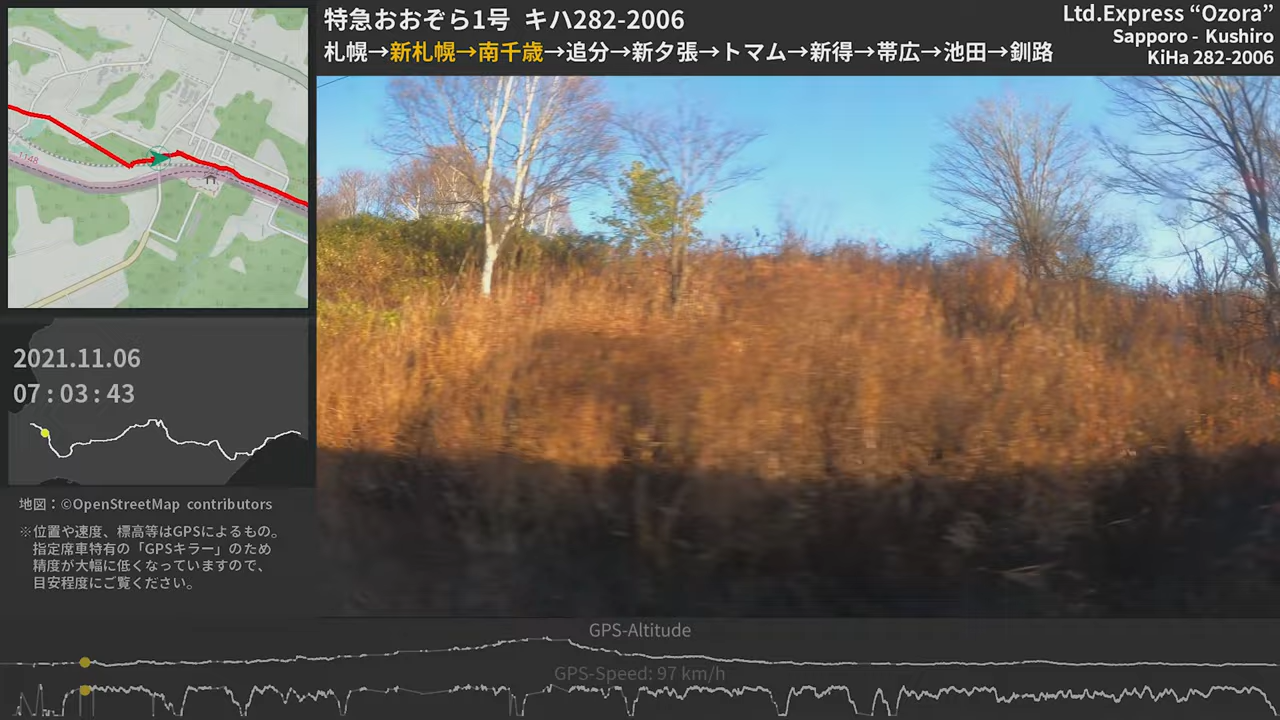 特急おおぞら1号 キハ282-2006
札幌→新札幌→南千歳→追分→新夕張→トマム→新得→帯広→池田→釧路
Ltd.Express “Ozora”
Sapporo - Kushiro
KiHa 282-2006
2021.11.06
07:03:43
地図：©OpenStreetMap contributors
※位置や速度、標高等はGPSによるもの。
指定席車特有の「GPSキラー」のため
精度が大幅に低くなっていますので、
目安程度にご覧ください。
GPS-Altitude
GPS-Speed: 97 km/h